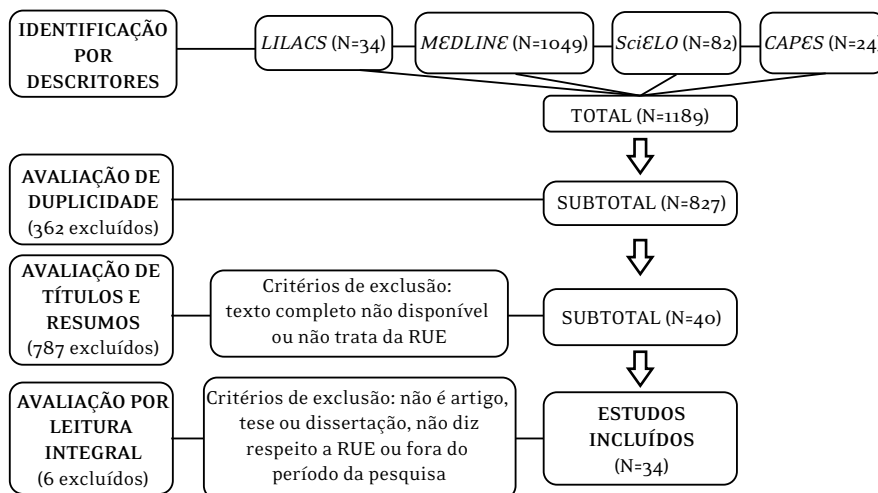 IDENTIFICAÇÃO
POR
DESCRITORES
LILACS (N=34)
MEDLINE (N=1049)
SciELO (N=82)
CAPES (N=24)
TOTAL (N=1189)
AVALIAÇÃO DE
DUPLICIDADE
(362 excluídos)
SUBTOTAL (N=827)
AVALIAÇÃO DE
TÍTULOS E
RESUMOS
(787 excluídos)
Critérios de exclusão:
texto completo não disponível
ou não trata da RUE
SUBTOTAL (N=40)
AVALIAÇÃO POR
LEITURA
INTEGRAL
(6 excluídos)
Critérios de exclusão: não é artigo,
tese ou dissertação, não diz
respeito a RUE ou fora do
período da pesquisa
ESTUDOS
INCLUÍDOS
(N=34)